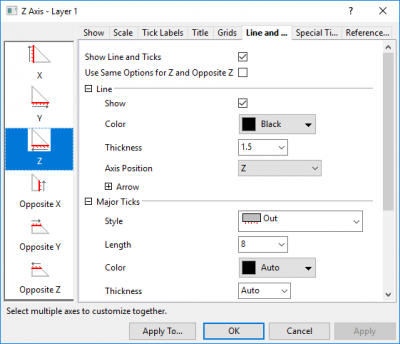 Z Axis - Layer 1
Show Scale Tick Labels Title Grids Line and ... Special Ti... Reference...
X
Y
Z
Opposite X
Opposite Y
Opposite Z
Show Line and Ticks
Use Same Options for Z and Opposite Z
Line
Show
Color Black
Thickness 1.5
Axis Position Z
Arrow
Major Ticks
Style Out
Length 8
Color Auto
Thickness Auto
Select multiple axes to customize together.
Apply To... OK Cancel Apply